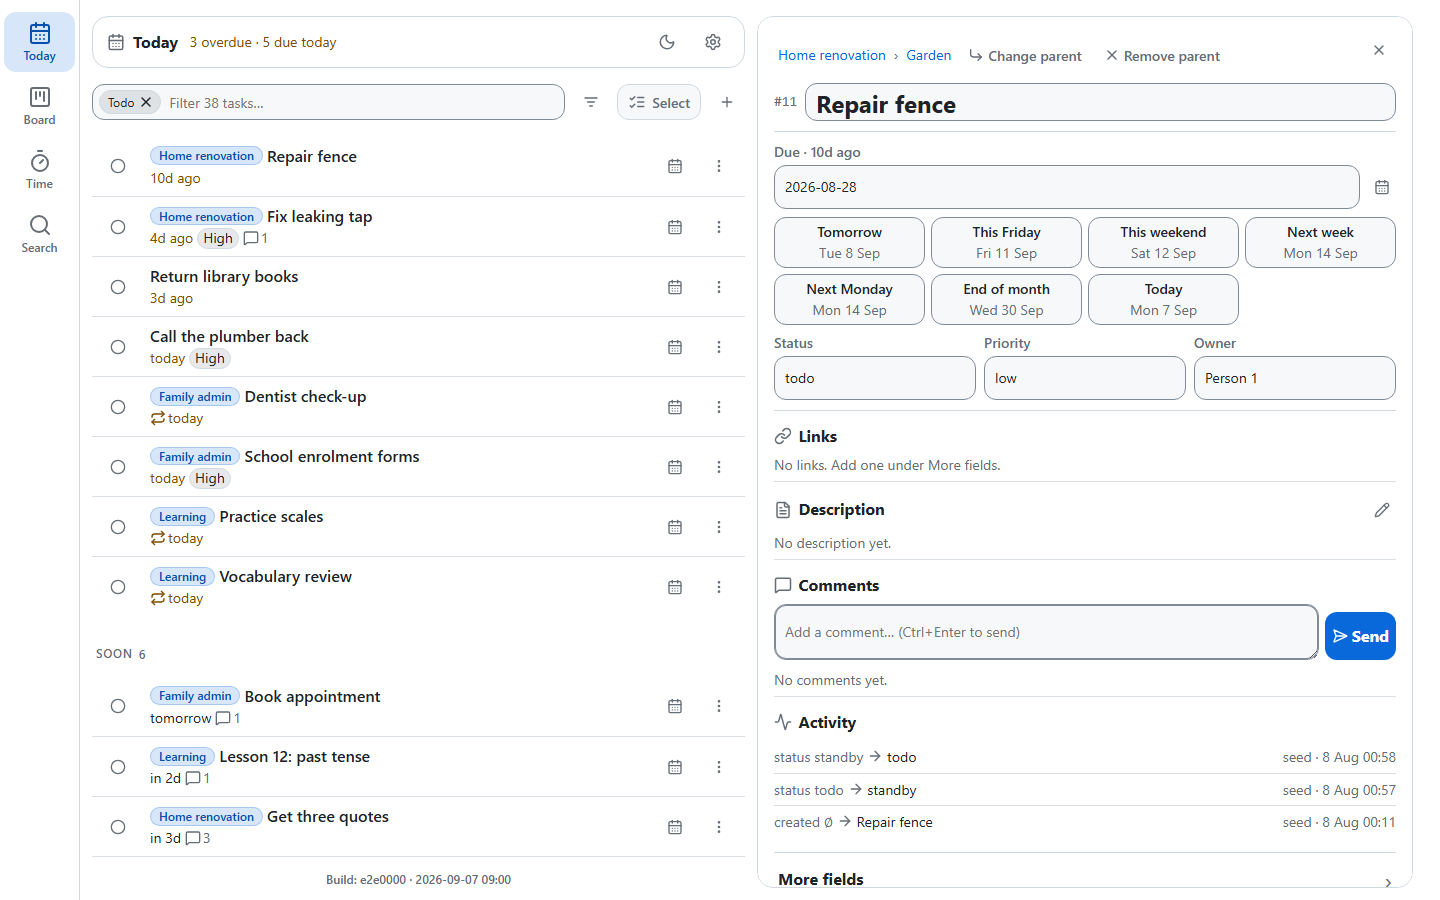 Today
Board
Time
Search
Today 3 overdue · 5 due today
Todo Filter 38 tasks... Select
Home renovation Repair fence
10d ago
Home renovation Fix leaking tap
4d ago High 1
Return library books
3d ago
Call the plumber back
today High
Family admin Dentist check-up
today
Family admin School enrolment forms
today High
Learning Practice scales
today
Learning Vocabulary review
today
SOON 6
Family admin Book appointment
tomorrow 1
Learning Lesson 12: past tense
in 2d 1
Home renovation Get three quotes
in 3d 3
Build: e2e0000 · 2026-09-07 09:00
Home renovation › Garden Change parent Remove parent
#11 Repair fence
Due · 10d ago
2026-08-28
Tomorrow This Friday This weekend Next week
Tue 8 Sep Fri 11 Sep Sat 12 Sep Mon 14 Sep
Next Monday End of month Today
Mon 14 Sep Wed 30 Sep Mon 7 Sep
Status Priority Owner
todo low Person 1
Links
No links. Add one under More fields.
Description
No description yet.
Comments
Add a comment... (Ctrl+Enter to send) Send
No comments yet.
Activity
status standby → todo seed · 8 Aug 00:58
status todo → standby seed · 8 Aug 00:57
created ∅ → Repair fence seed · 8 Aug 00:11
More fields